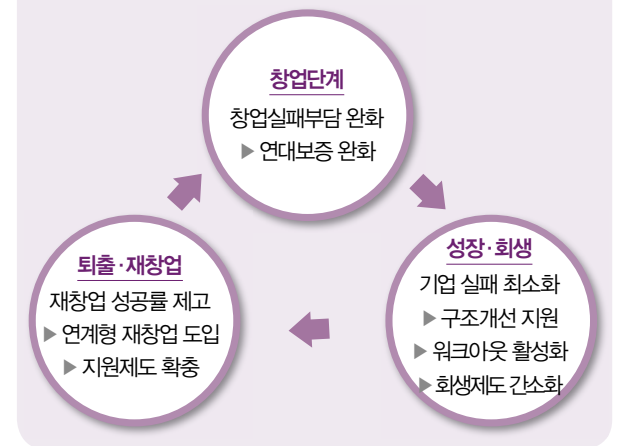 창업단계
창업실패부담 완화
▶ 연대보증 완화
성장·회생
기업 실패 최소화
▶ 구조개선 지원
▶ 워크아웃 활성화
▶ 회생제도 간소화
퇴출·재창업
재창업 성공률 제고
▶ 연계형 재창업 도입
▶ 지원제도 확충